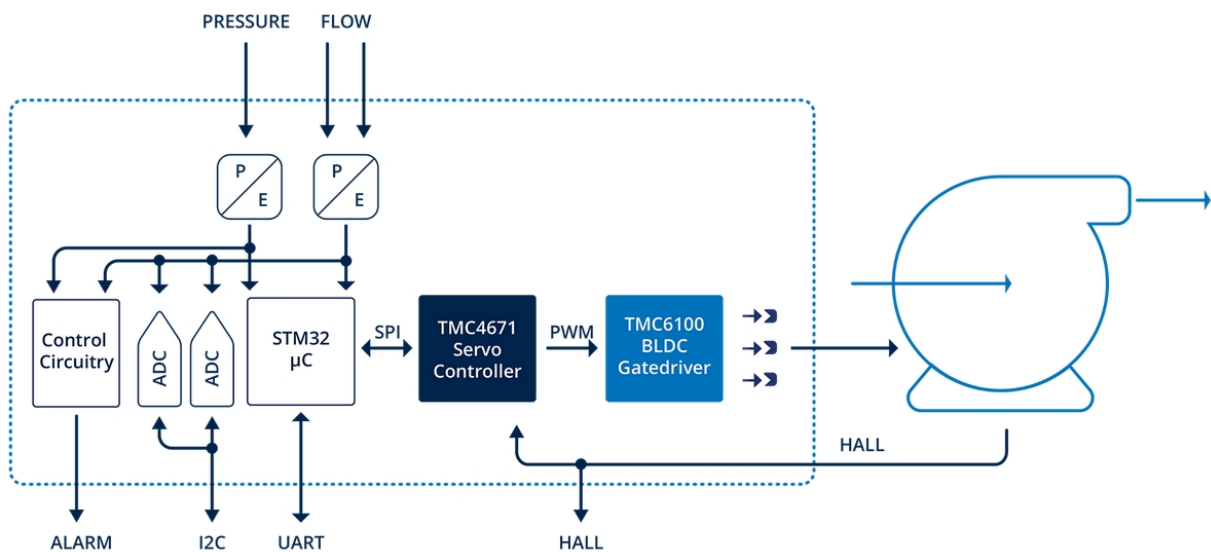 PRESSURE
FLOW
P
E
P
E
Control
Circuitry
ADC
ADC
STM32
µC
SPI
TMC4671
Servo
Controller
PWM
TMC6100
BLDC
Gatedriver
HALL
ALARM
I2C
UART
HALL